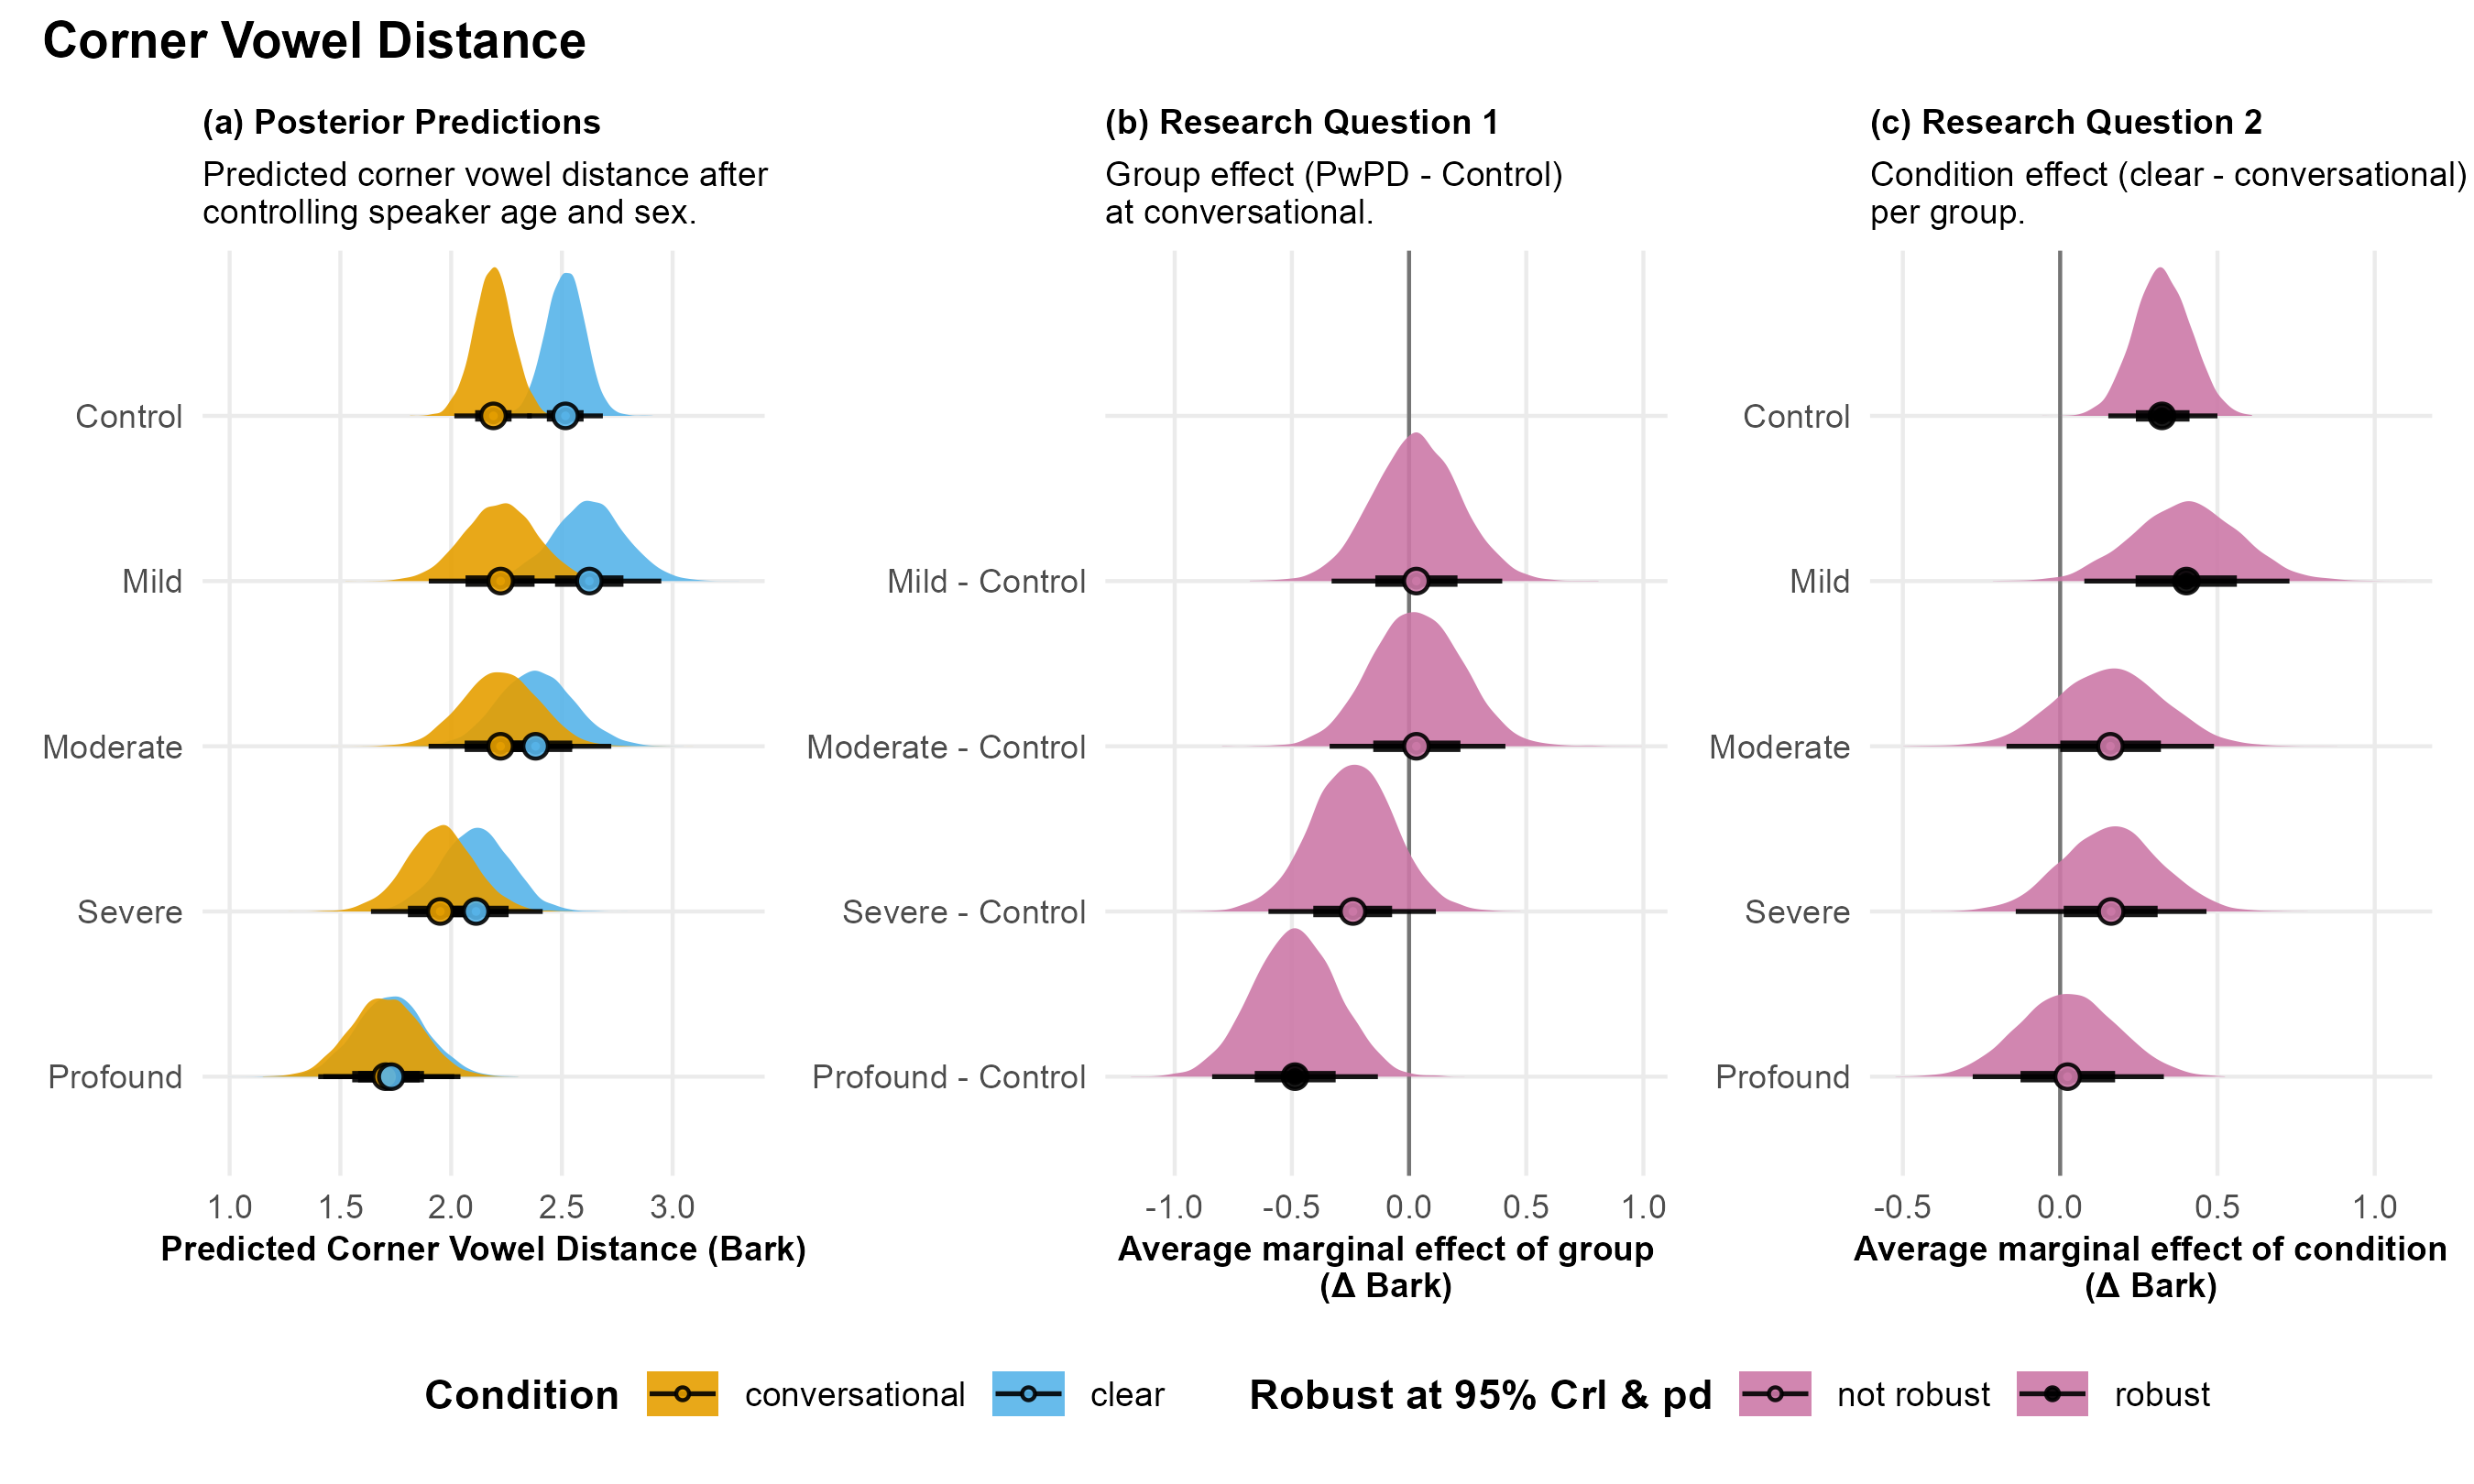 Corner Vowel Distance
(a) Posterior Predictions
Predicted corner vowel distance after
controlling speaker age and sex.
Control
Mild
Moderate
Severe
Profound
1.0 1.5 2.0 2.5 3.0
Predicted Corner Vowel Distance (Bark)
(b) Research Question 1
Group effect (PwPD - Control)
at conversational.
Mild - Control
Moderate - Control
Severe - Control
Profound - Control
-1.0 -0.5 0.0 0.5 1.0
Average marginal effect of group
(Δ Bark)
(c) Research Question 2
Condition effect (clear - conversational)
per group.
Control
Mild
Moderate
Severe
Profound
-0.5 0.0 0.5 1.0
Average marginal effect of condition
(Δ Bark)
Condition conversational clear Robust at 95% CrI & pd not robust robust